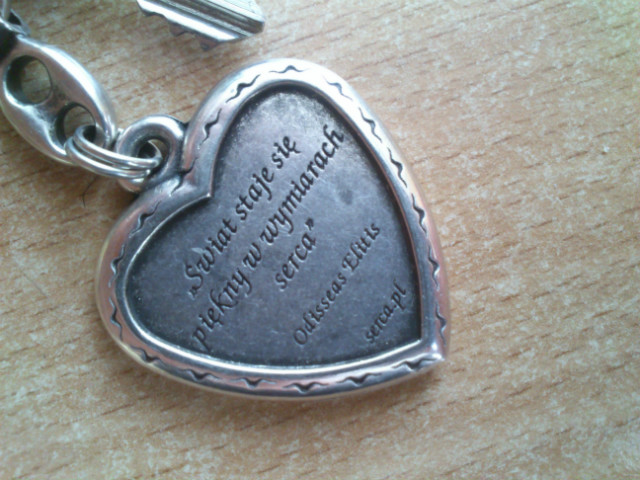 „Świat staje się
piękny w wymiarach
serca”
Odisseas Elitis
serca.pl